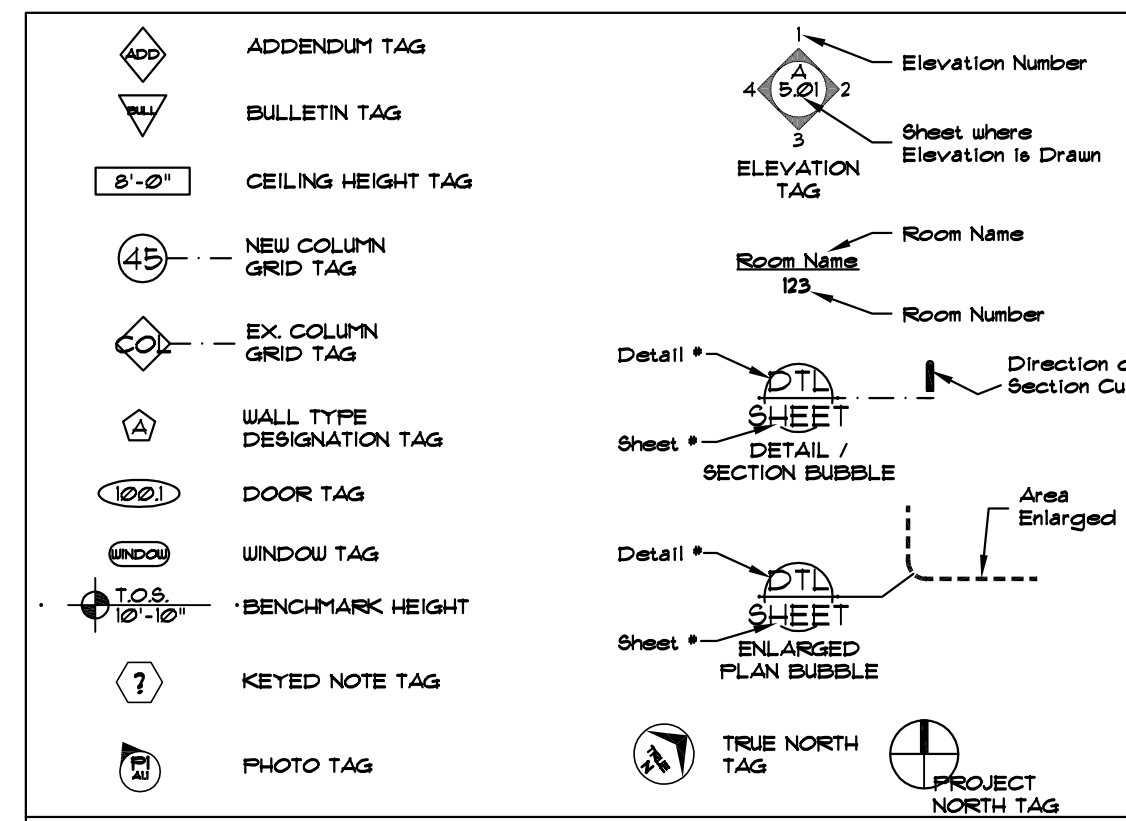 ADD
ADDENDUM TAG
BULL
BULLETIN TAG
8'-0"
CEILING HEIGHT TAG
45
NEW COLUMN
GRID TAG
COL
EX. COLUMN
GRID TAG
A
WALL TYPE
DESIGNATION TAG
100.1
DOOR TAG
WINDOW
WINDOW TAG
T.O.S.
10'-10"
BENCHMARK HEIGHT
?
KEYED NOTE TAG
P1
A1.1
PHOTO TAG
1
Elevation Number
A
4 5.01 2
3
Sheet where
Elevation is Drawn
ELEVATION
TAG
Room Name
Room Name
123
Room Number
Detail #
DTL
SHEET
Sheet #
Direction
Section
DETAIL /
SECTION BUBBLE
Area
Enlarged
Detail #
DTL
SHEET
Sheet #
ENLARGED
PLAN BUBBLE
TRUE
N
TRUE NORTH
TAG
PROJECT
NORTH TAG